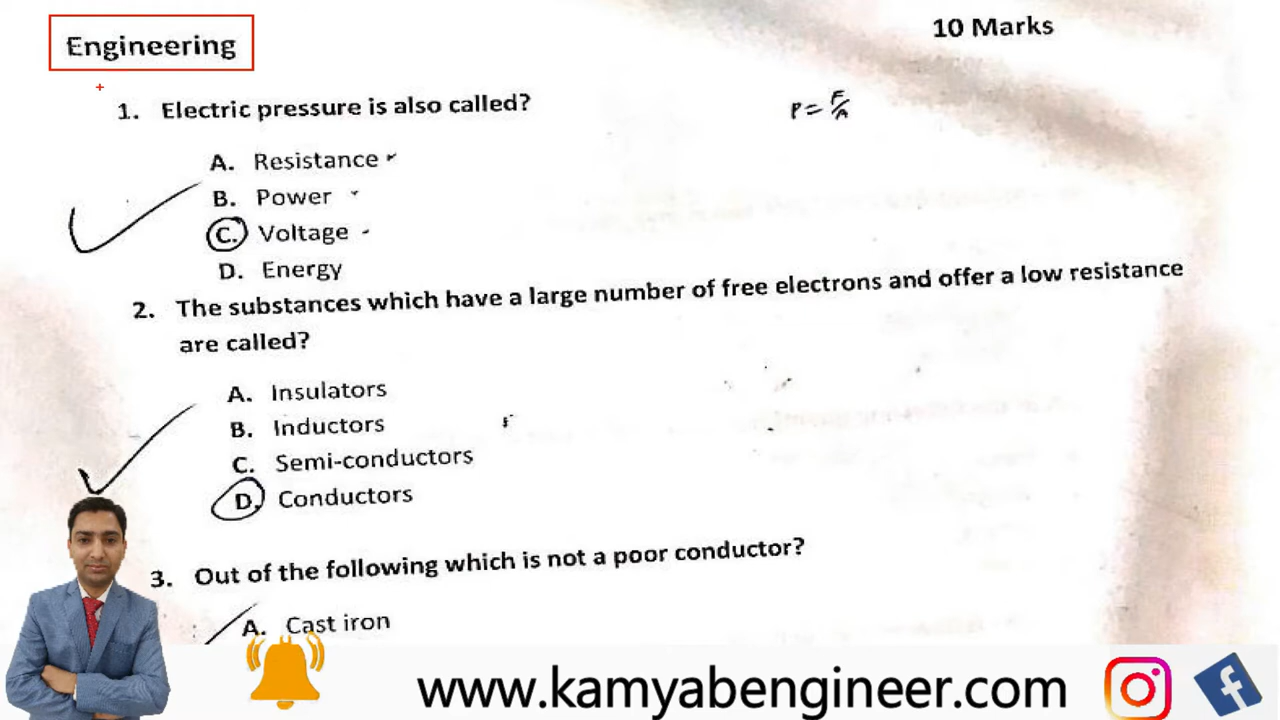 Engineering
10 Marks
1. Electric pressure is also called?
P = F/A
A. Resistance
B. Power
C. Voltage
D. Energy
2. The substances which have a large number of free electrons and offer a low resistance
are called?
A. Insulators
B. Inductors
C. Semi-conductors
D. Conductors
3. Out of the following which is not a poor conductor?
A. Cast iron
www.kamyabengineer.com